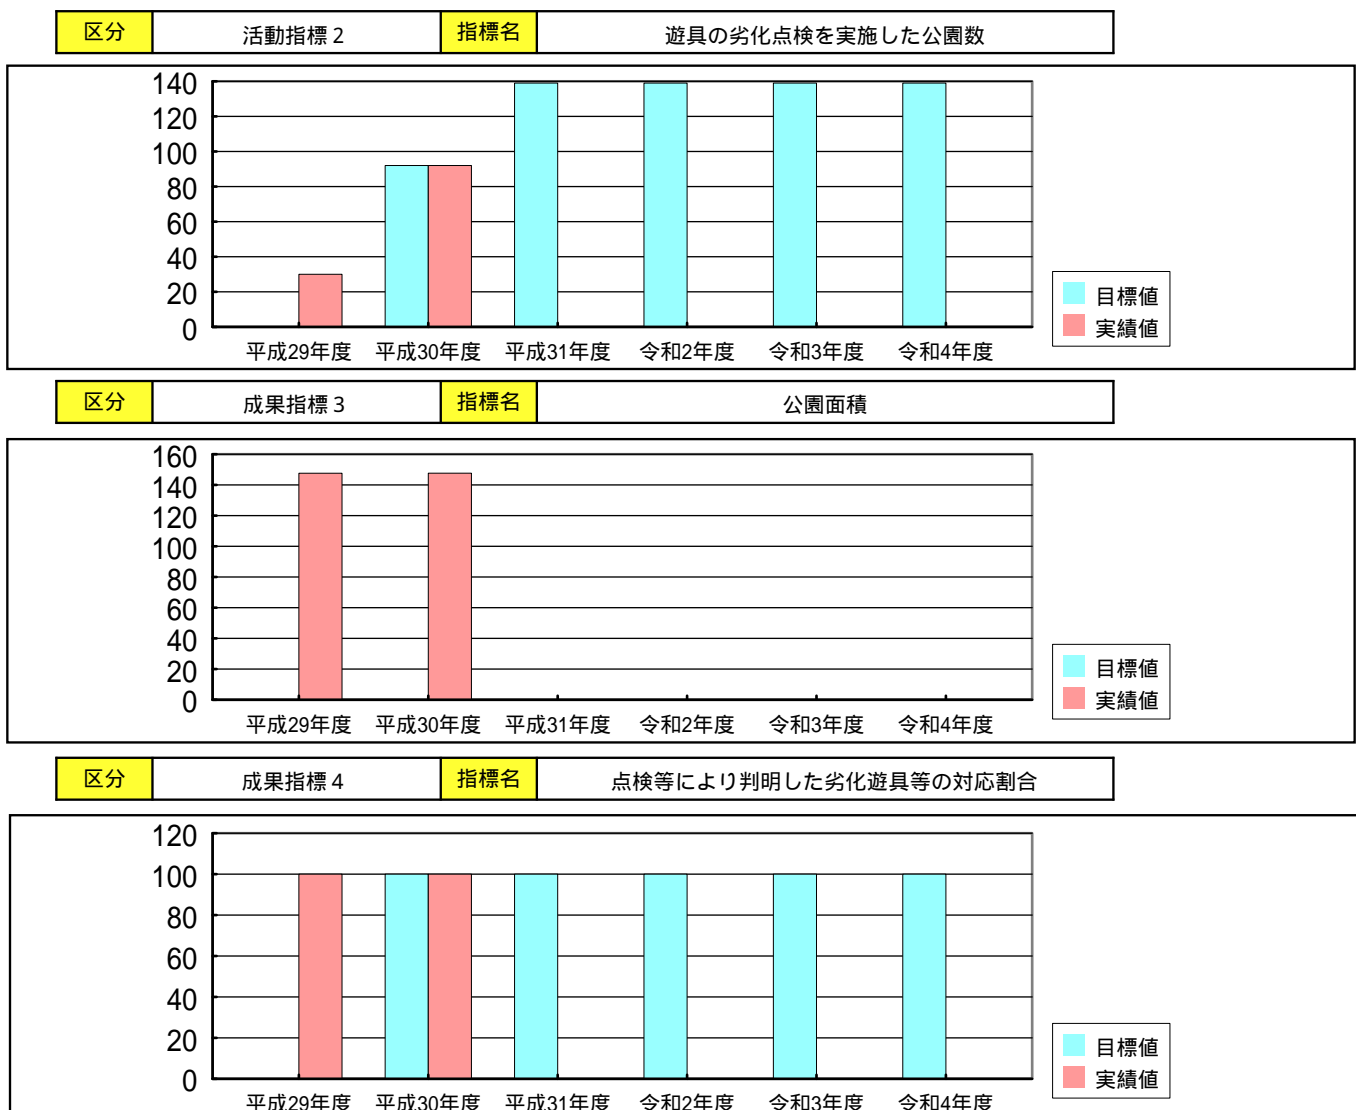 区分 活動指標2 指標名 遊具の劣化点検を実施した公園数
140
120
100
80
60
40
20
0
平成29年度 平成30年度 平成31年度 令和2年度 令和3年度 令和4年度
目標値
実績値
区分 成果指標3 指標名 公園面積
160
140
120
100
80
60
40
20
0
平成29年度 平成30年度 平成31年度 令和2年度 令和3年度 令和4年度
目標値
実績値
区分 成果指標4 指標名 点検等により判明した劣化遊具等の対応割合
120
100
80
60
40
20
0
平成29年度 平成30年度 平成31年度 令和2年度 令和3年度 令和4年度
目標値
実績値